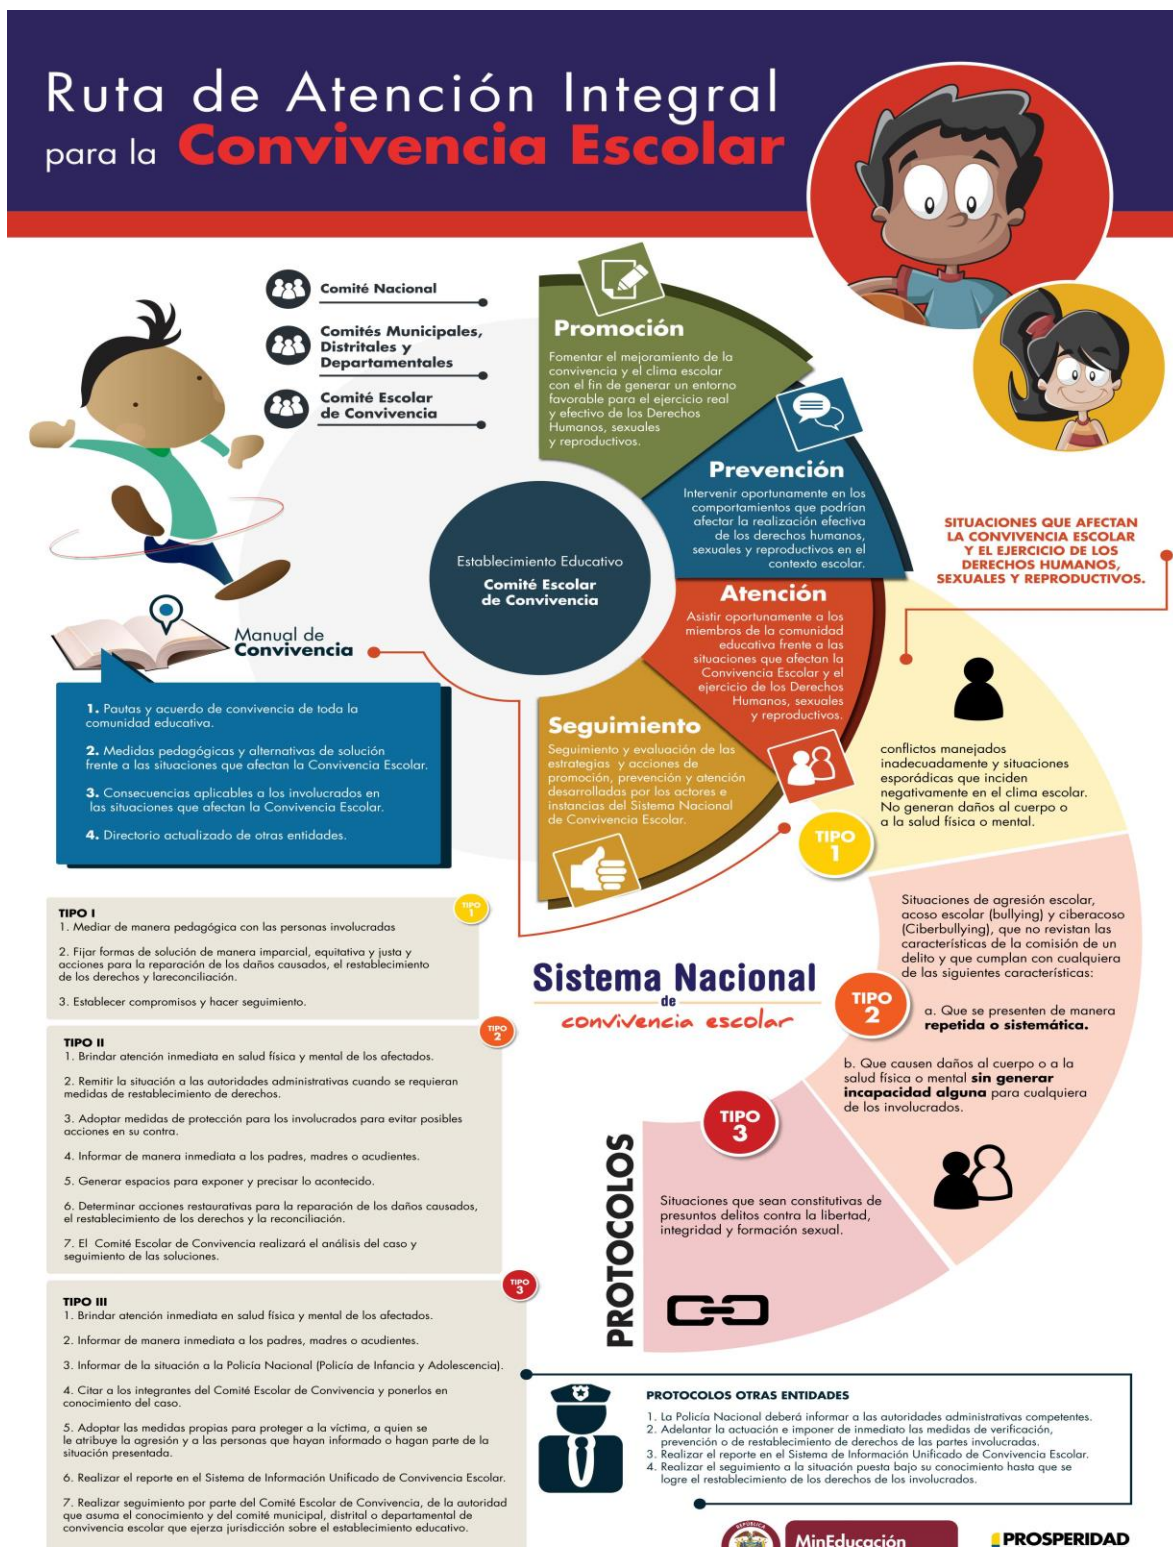 Ruta de Atención Integral
para la Convivencia Escolar
Comité Nacional
Comités Municipales,
Distritales y
Departamentales
Comité Escolar
de Convivencia
Promoción
Fomentar el mejoramiento de la
convivencia y el clima escolar
con el fin de generar un entorno
favorable para el ejercicio real
y efectivo de los Derechos
Humanos, sexuales
y reproductivos.
Prevención
Intervenir oportunamente en los
comportamientos que podrían
afectar la realización efectiva
de los derechos humanos,
sexuales y reproductivos en el
contexto escolar.
Establecimiento Educativo
Comité Escolar
de Convivencia
Atención
Asistir oportunamente a los
miembros de la comunidad
educativa frente a las
situaciones que afectan la
Convivencia Escolar y el
ejercicio de los Derechos
Humanos, sexuales
y reproductivos.
Seguimiento
Seguimiento y evaluación de las
estrategias y acciones de
promoción, prevención y atención
desarrolladas por los actores e
instancias del Sistema Nacional
de Convivencia Escolar.
SITUACIONES QUE AFECTAN
LA CONVIVENCIA ESCOLAR
Y EL EJERCICIO DE LOS
DERECHOS HUMANOS,
SEXUALES Y REPRODUCTIVOS.
Manual de
Convivencia
1. Pautas y acuerdo de convivencia de toda la
comunidad educativa.
2. Medidas pedagógicas y alternativas de solución
frente a las situaciones que afectan la Convivencia Escolar.
3. Consecuencias aplicables a los involucrados en
las situaciones que afectan la Convivencia Escolar.
4. Directorio actualizado de otras entidades.
conflictos manejados
inadecuadamente y situaciones
esporádicas que inciden
negativamente en el clima escolar.
No generan daños al cuerpo o
a la salud física o mental.
TIPO
1
Situaciones de agresión escolar,
acoso escolar (bullying) y ciberacoso
(Ciberbullying), que no revistan las
características de la comisión de un
delito y que cumplan con cualquiera
de las siguientes características:
a. Que se presenten de manera
repetida o sistemática.
b. Que causen daños al cuerpo o a la
salud física o mental sin generar
incapacidad alguna para cualquiera
de los involucrados.
TIPO
2
TIPO
3
Situaciones que sean constitutivas de
presuntos delitos contra la libertad,
integridad y formación sexual.
PROTOCOLOS
Sistema Nacional
de
convivencia escolar
TIPO
1
TIPO I
1. Mediar de manera pedagógica con las personas involucradas
2. Fijar formas de solución de manera imparcial, equitativa y justa y
acciones para la reparación de los daños causados, el restablecimiento
de los derechos y lareconciliación.
3. Establecer compromisos y hacer seguimiento.
TIPO
2
TIPO II
1. Brindar atención inmediata en salud física y mental de los afectados.
2. Remitir la situación a las autoridades administrativas cuando se requieran
medidas de restablecimiento de derechos.
3. Adoptar medidas de protección para los involucrados para evitar posibles
acciones en su contra.
4. Informar de manera inmediata a los padres, madres o acudientes.
5. Generar espacios para exponer y precisar lo acontecido.
6. Determinar acciones restaurativas para la reparación de los daños causados,
el restablecimiento de los derechos y la reconciliación.
7. El Comité Escolar de Convivencia realizará el análisis del caso y
seguimiento de las soluciones.
TIPO
3
TIPO III
1. Brindar atención inmediata en salud física y mental de los afectados.
2. Informar de manera inmediata a los padres, madres o acudientes.
3. Informar de la situación a la Policía Nacional (Policía de Infancia y Adolescencia).
4. Citar a los integrantes del Comité Escolar de Convivencia y ponerlos en
conocimiento del caso.
5. Adoptar las medidas propias para proteger a la víctima, a quien se
le atribuye la agresión y a las personas que hayan informado o hagan parte de la
situación presentada.
6. Realizar el reporte en el Sistema de Información Unificado de Convivencia Escolar.
7. Realizar seguimiento por parte del Comité Escolar de Convivencia, de la autoridad
que asuma el conocimiento y del comité municipal, distrital o departamental de
convivencia escolar que ejerza jurisdicción sobre el establecimiento educativo.
PROTOCOLOS OTRAS ENTIDADES
1. La Policía Nacional deberá informar a las autoridades administrativas competentes.
2. Adelantar la actuación e imponer de inmediato las medidas de verificación,
prevención o de restablecimiento de derechos de las partes involucradas.
3. Realizar el reporte en el Sistema de Información Unificado de Convivencia Escolar.
4. Realizar el seguimiento a la situación puesta bajo su conocimiento hasta que se
logre el restablecimiento de los derechos de los involucrados.
MinEducación
PROSPERIDAD